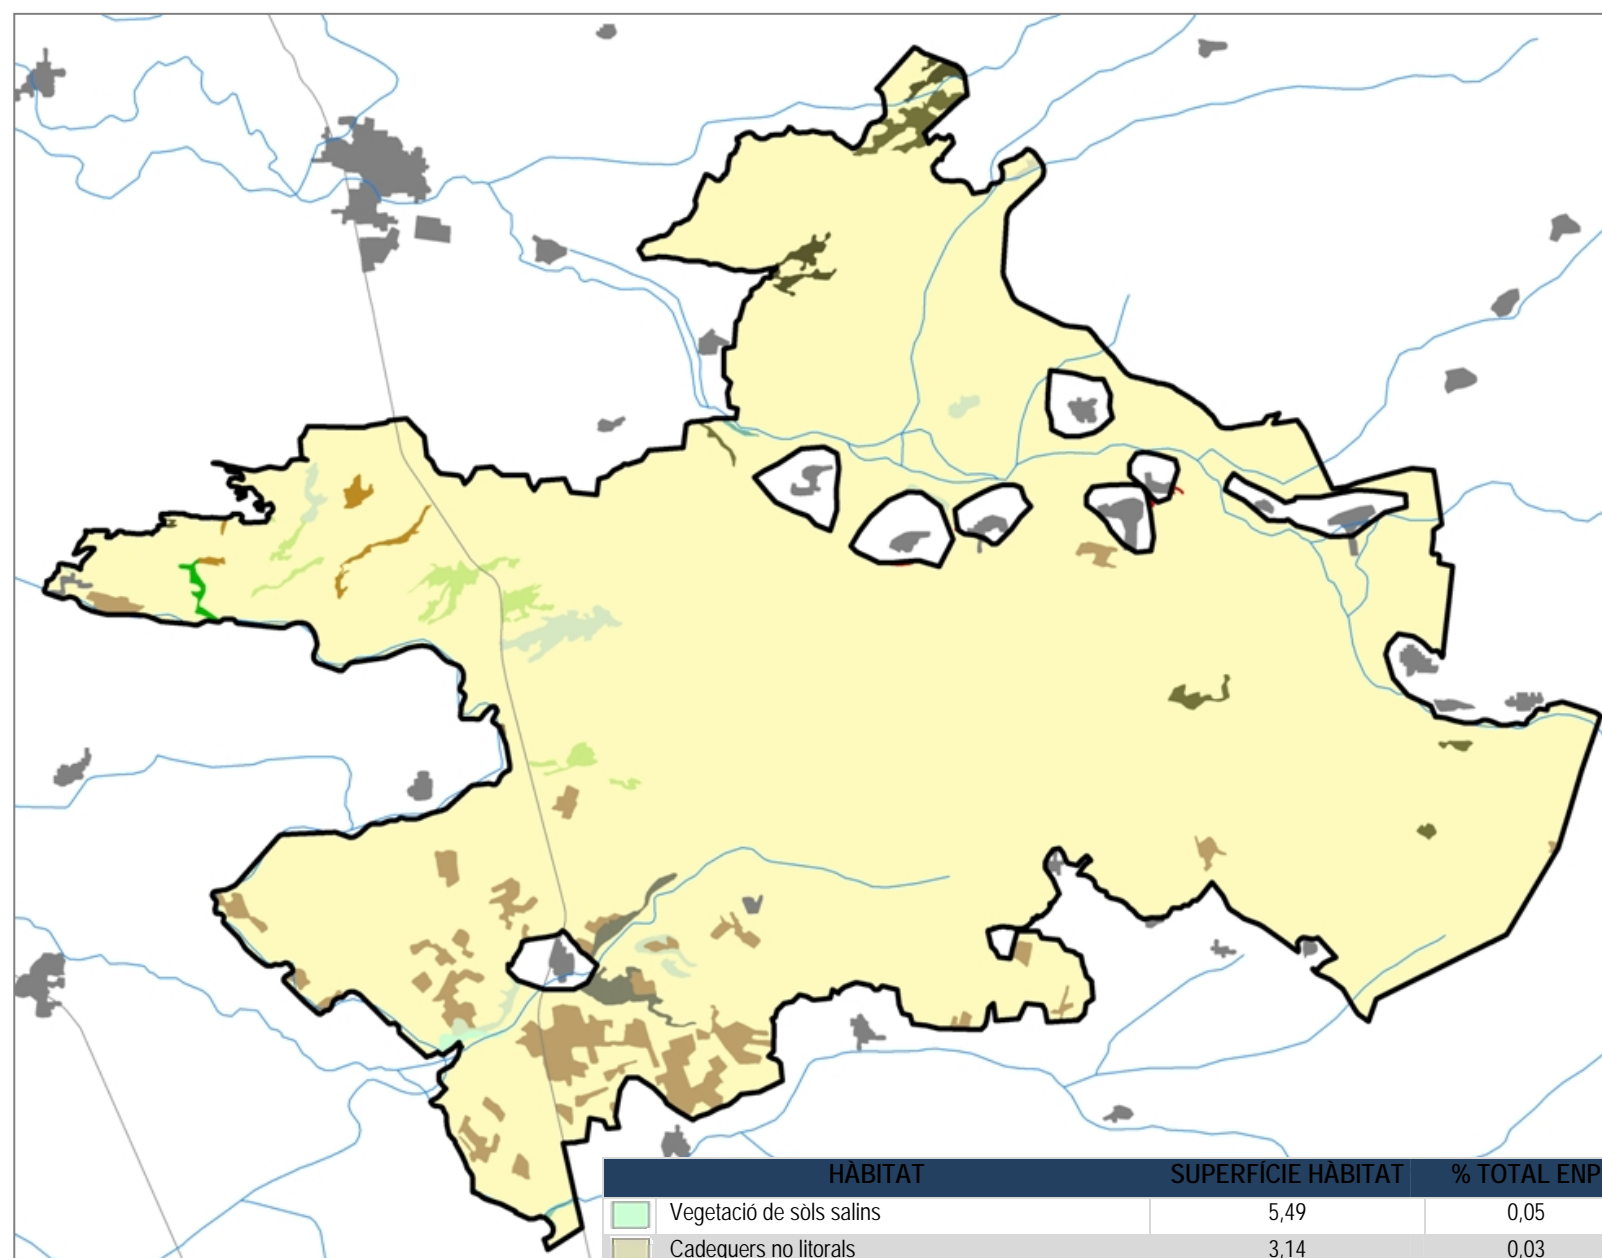 HÀBITAT SUPERFÍCIE HÀBITAT % TOTAL ENP
Vegetació de sòls salins 5,49 0,05
Cadequers no litorals 3,14 0,03